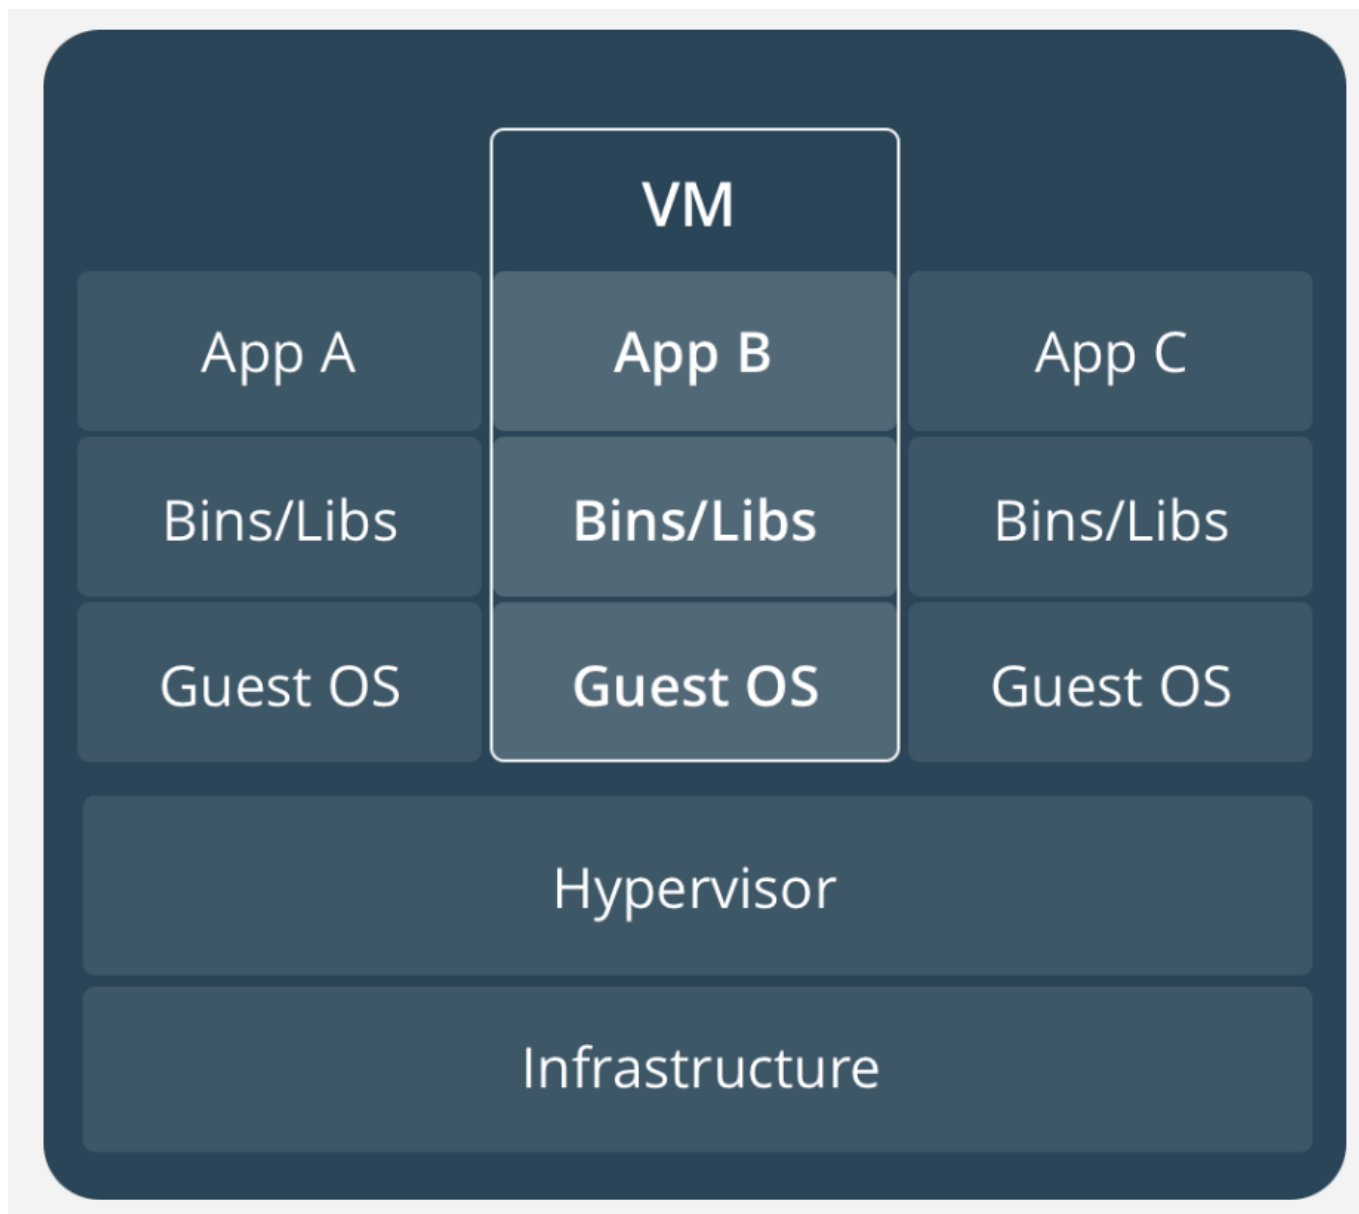 VM
App A
App B
App C
Bins/Libs
Bins/Libs
Bins/Libs
Guest OS
Guest OS
Guest OS
Hypervisor
Infrastructure